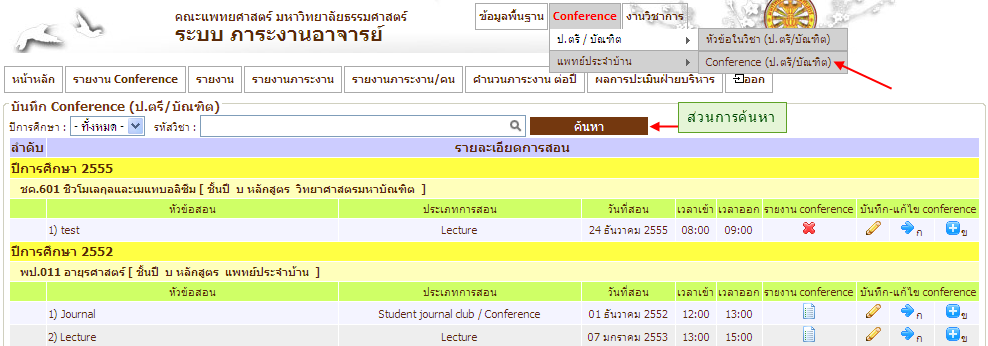 คณะแพทยศาสตร์ มหาวิทยาลัยธรรมศาสตร์
ระบบ ภาระงานอาจารย์
ข้อมูลพื้นฐาน Conference งานวิชาการ
ป.ตรี / บัณฑิต หัวข้อในวิชา (ป.ตรี/บัณฑิต)
แพทย์ประจำบ้าน Conference (ป.ตรี/บัณฑิต)
หน้าหลัก รายงาน Conference รายงาน รายงานภาระงาน รายงานภาระงาน/คน คำนวนภาระงาน ต่อปี ผลการประเมินฝ่ายบริหาร ออก
บันทึก Conference (ป.ตรี/บัณฑิต)
ปีการศึกษา : - ทั้งหมด - รหัสวิชา : ค้นหา ส่วนการค้นหา
ลำดับ รายละเอียดการสอน
ปีการศึกษา 2555
ชค.601 ชีวโมเลกุลและเมแทบอลิซึม [ ชั้นปี บ หลักสูตร วิทยาศาสตรมหาบัณฑิต ]
หัวข้อสอน ประเภทการสอน วันที่สอน เวลาเข้า เวลาออก รายงาน conference บันทึก-แก้ไข conference
1) test Lecture 24 ธันวาคม 2555 08:00 09:00 ก ข
ปีการศึกษา 2552
พป.011 อายุรศาสตร์ [ ชั้นปี บ หลักสูตร แพทย์ประจำบ้าน ]
หัวข้อสอน ประเภทการสอน วันที่สอน เวลาเข้า เวลาออก รายงาน conference บันทึก-แก้ไข conference
1) Journal Student journal club / Conference 01 ธันวาคม 2552 12:00 13:00 ก ข
2) Lecture Lecture 07 มกราคม 2553 13:00 15:00 ก ข